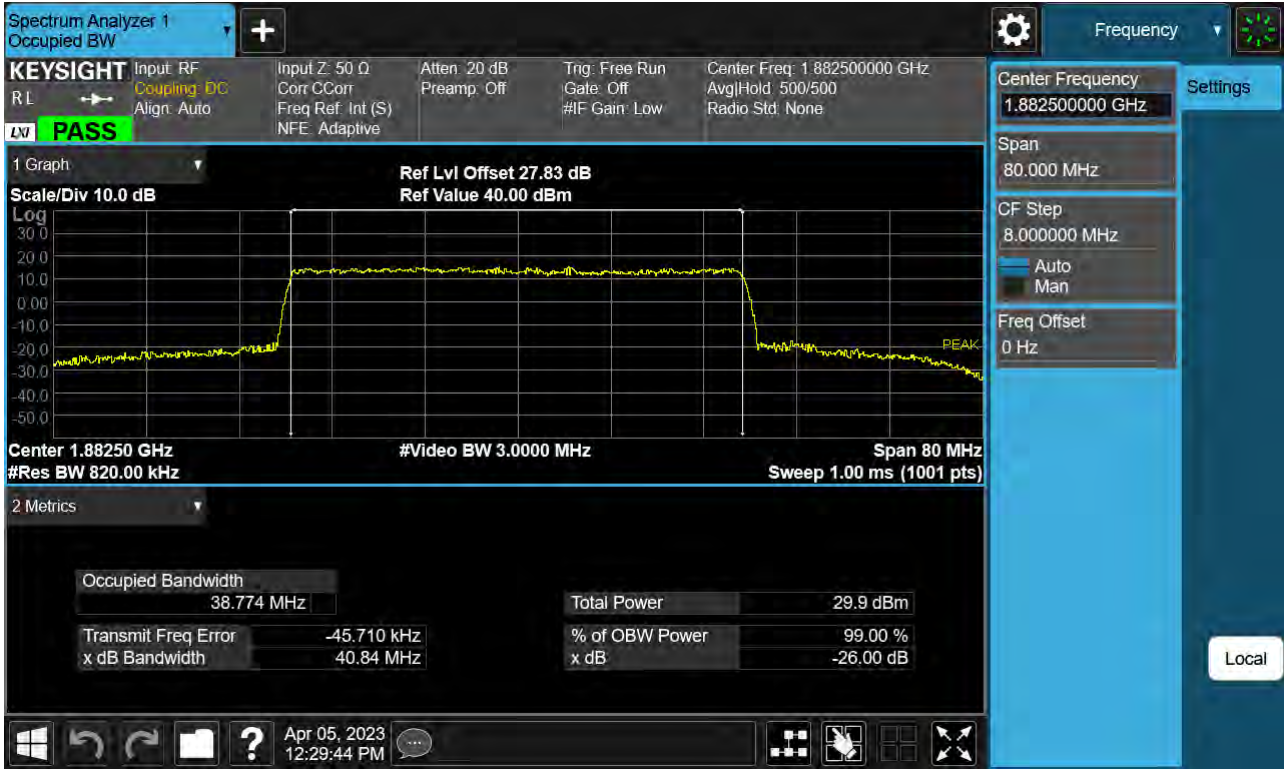 Spectrum Analyzer 1
Occupied BW
+
Frequency
KEYSIGHT
RL
LXI
PASS
Input: RF
Coupling: DC
Align: Auto
Input Z: 50 Ω
Corr CCorr
Freq Ref: Int (S)
NFE: Adaptive
Atten: 20 dB
Preamp: Off
Trig: Free Run
Gate: Off
#IF Gain: Low
Center Freq: 1.882500000 GHz
Avg|Hold: 500/500
Radio Std: None
1 Graph
Scale/Div 10.0 dB
Ref Lvl Offset 27.83 dB
Ref Value 40.00 dBm
Log
30.0
20.0
10.0
0.00
-10.0
-20.0
-30.0
-40.0
-50.0
PEAK
Center 1.88250 GHz
#Video BW 3.0000 MHz
Span 80 MHz
#Res BW 820.00 kHz
Sweep 1.00 ms (1001 pts)
2 Metrics
Occupied Bandwidth
38.774 MHz
Total Power 29.9 dBm
Transmit Freq Error -45.710 kHz
% of OBW Power 99.00 %
x dB Bandwidth 40.84 MHz
x dB -26.00 dB
Center Frequency
1.882500000 GHz
Settings
Span
80.000 MHz
CF Step
8.000000 MHz
Auto
Man
Freq Offset
0 Hz
Local
?
Apr 05, 2023
12:29:44 PM